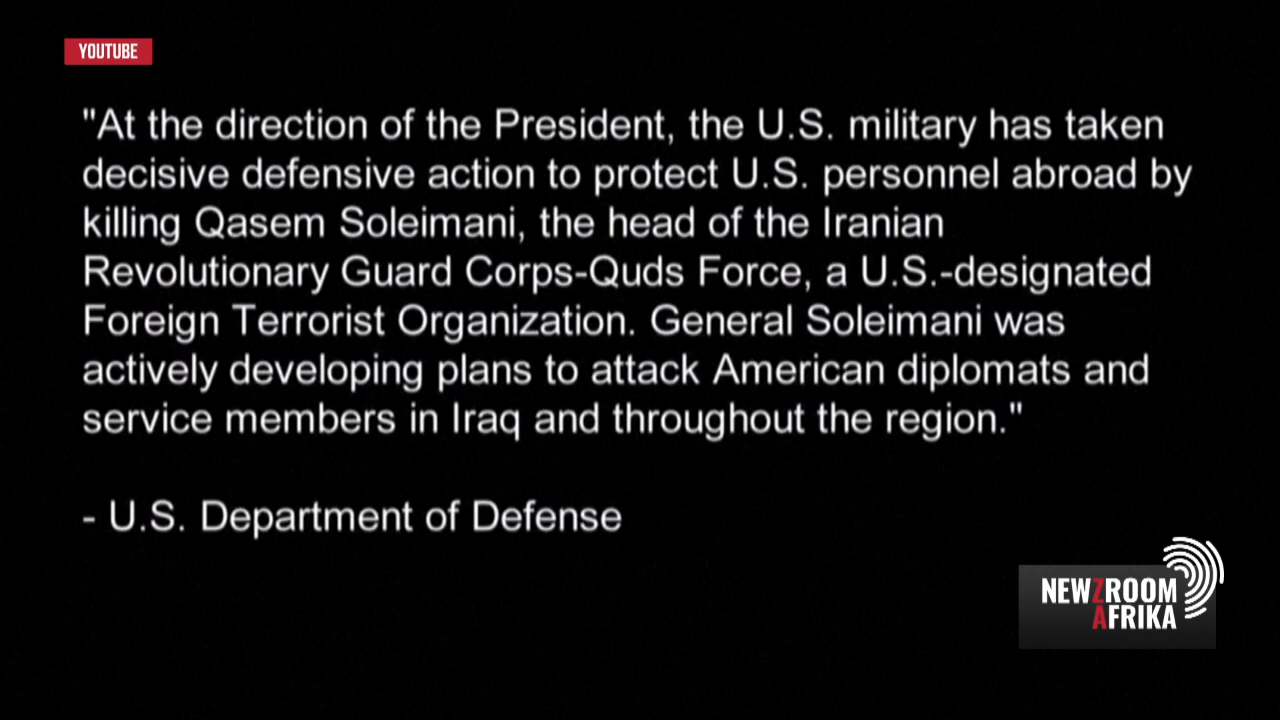 YOUTUBE
"At the direction of the President, the U.S. military has taken
decisive defensive action to protect U.S. personnel abroad by
killing Qasem Soleimani, the head of the Iranian
Revolutionary Guard Corps-Quds Force, a U.S.-designated
Foreign Terrorist Organization. General Soleimani was
actively developing plans to attack American diplomats and
service members in Iraq and throughout the region."
- U.S. Department of Defense
NEWZROOM
AFRIKA